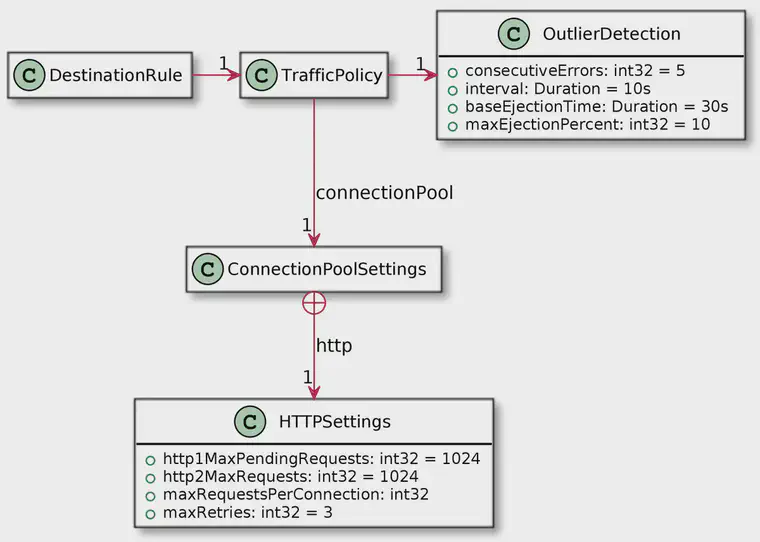 C DestinationRule
1
C TrafficPolicy
1
C OutlierDetection
consecutiveErrors: int32 = 5
interval: Duration = 10s
baseEjectionTime: Duration = 30s
maxEjectionPercent: int32 = 10
connectionPool
1
C ConnectionPoolSettings
http
1
C HTTPSettings
http1MaxPendingRequests: int32 = 1024
http2MaxRequests: int32 = 1024
maxRequestsPerConnection: int32
maxRetries: int32 = 3